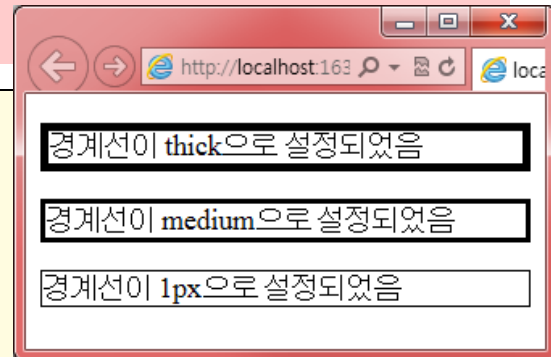 http://localhost:163
loca
경계선이 thick으로 설정되었음
경계선이 medium으로 설정되었음
경계선이 1px으로 설정되었음